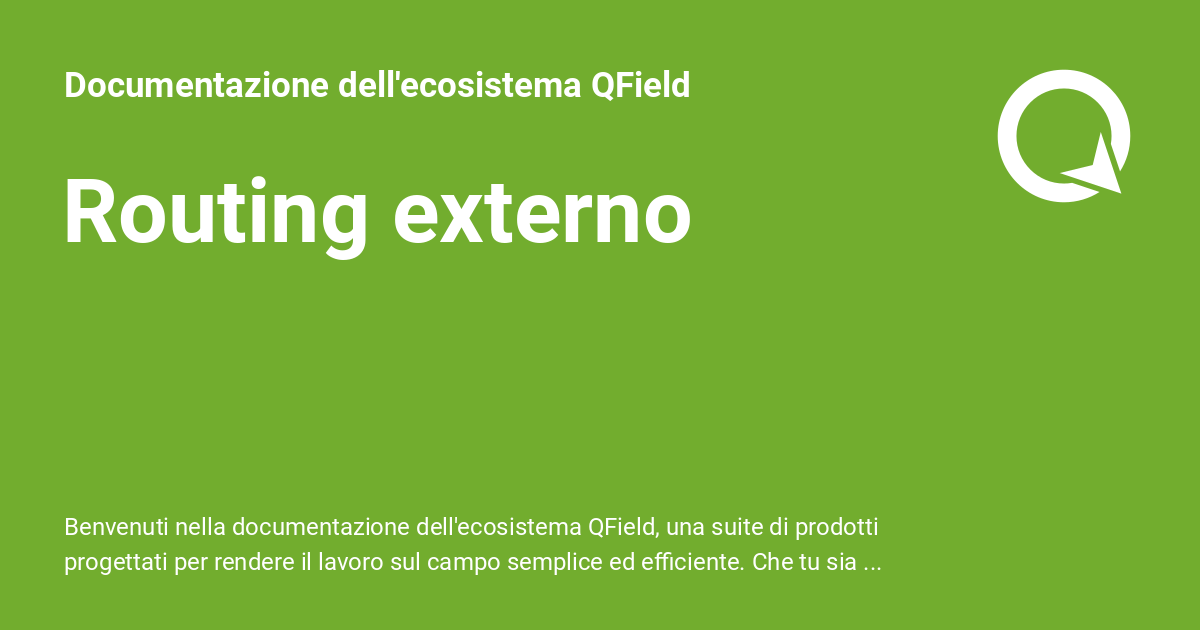 Documentazione dell'ecosistema QField
Routing externo
Benvenuti nella documentazione dell'ecosistema QField, una suite di prodotti
progettati per rendere il lavoro sul campo semplice ed efficiente. Che tu sia ...